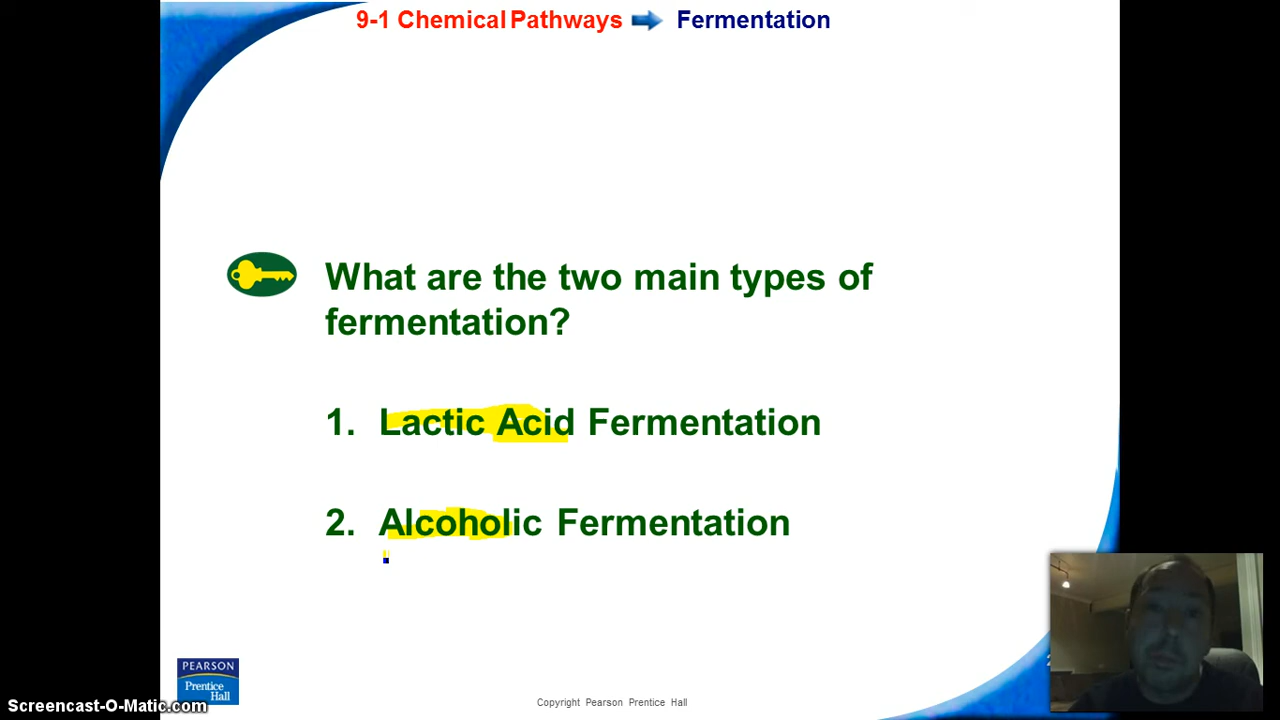 9-1 Chemical Pathways Fermentation
What are the two main types of
fermentation?
1. Lactic Acid Fermentation
2. Alcoholic Fermentation
PEARSON
Prentice
Hall
Screencast-O-Matic.com
Copyright Pearson Prentice Hall